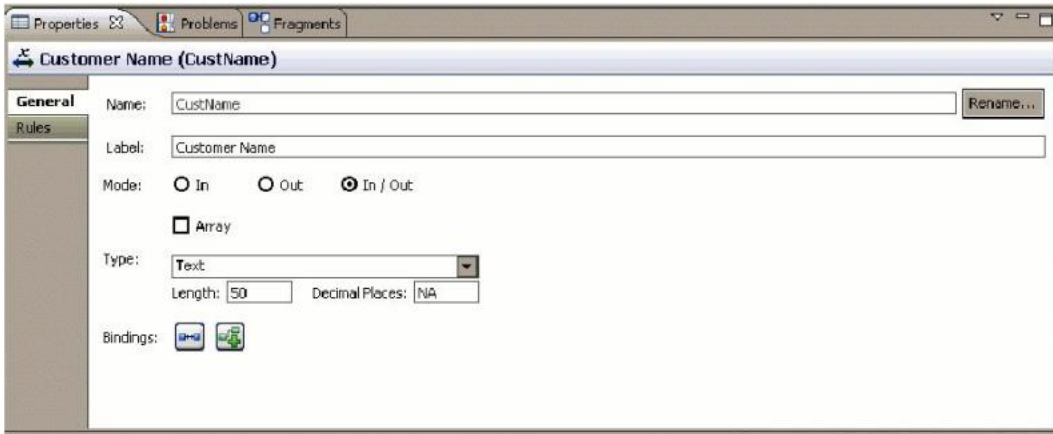 Properties Problems Fragments
Customer Name (CustName)
General
Rules
Name: CustName Rename...
Label: Customer Name
Mode: In Out In / Out
Array
Type: Text
Length: 50 Decimal Places: NA
Bindings: